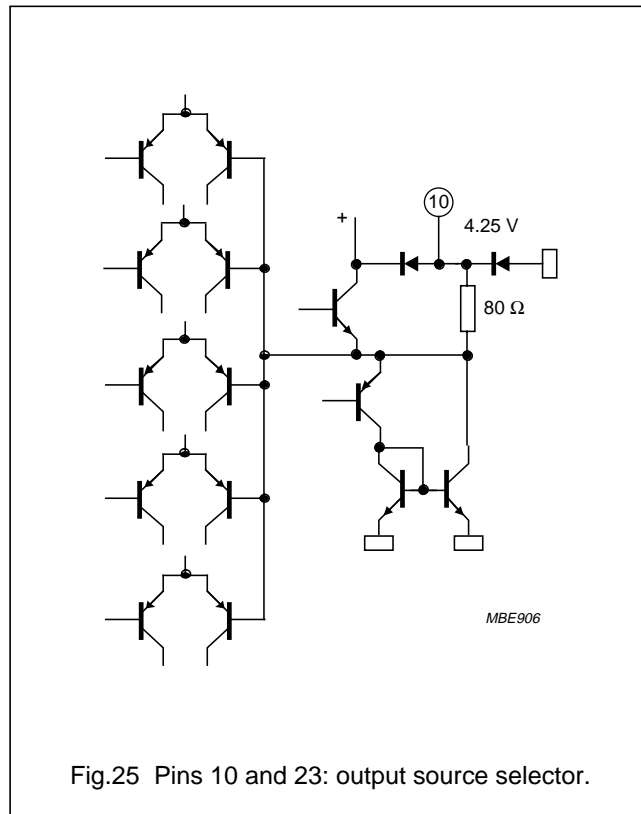 +
10
4.25 V
80 Ω
MBE906
Fig.25 Pins 10 and 23: output source selector.